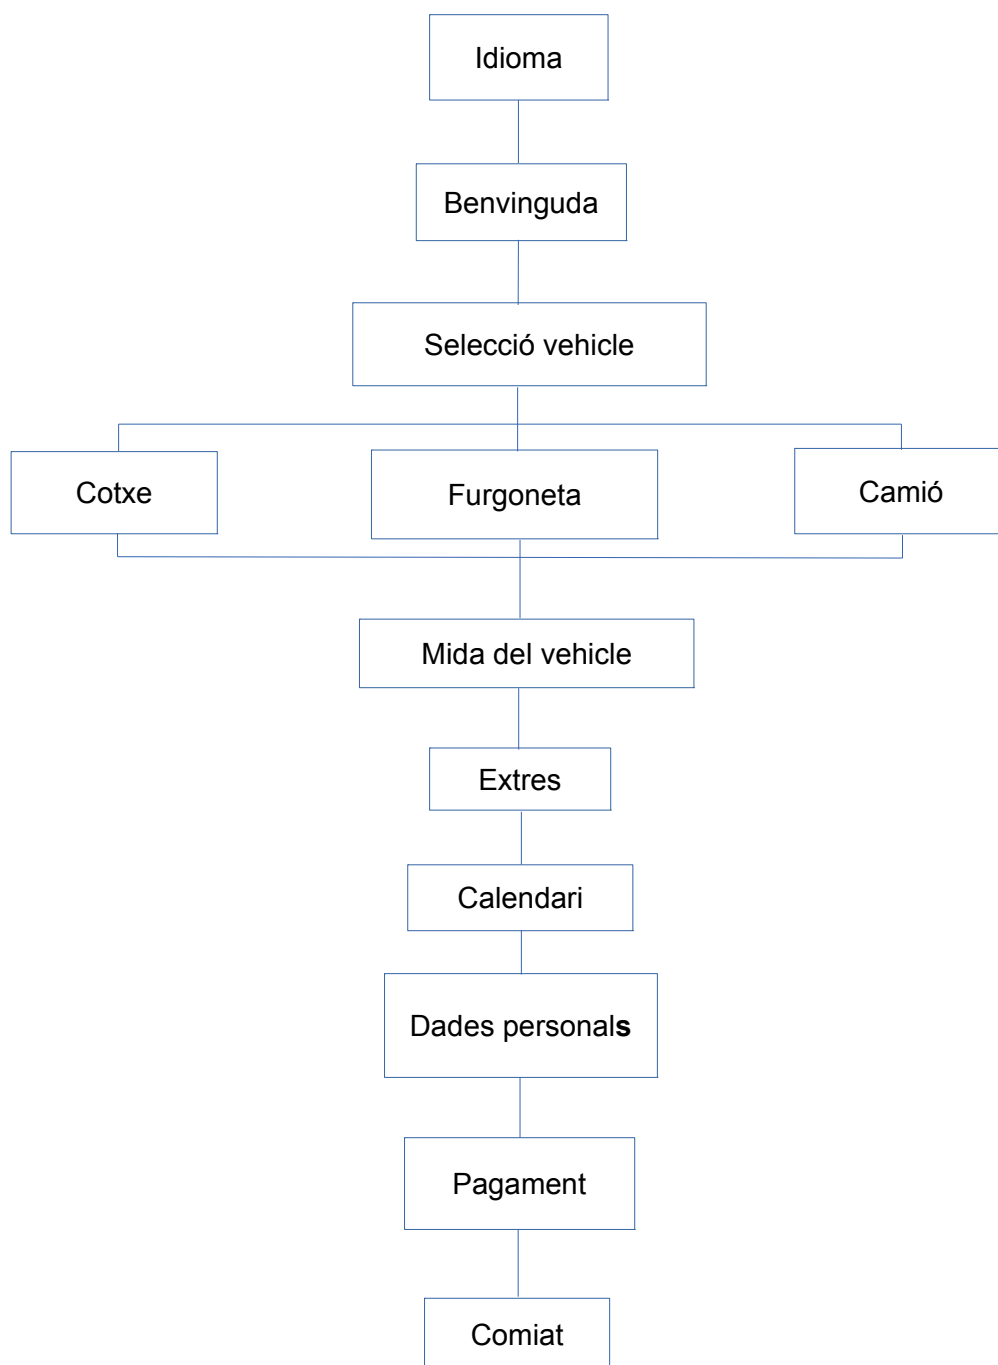 Idioma
Benvinguda
Selecció vehicle
Cotxe
Furgoneta
Camió
Mida del vehicle
Extres
Calendari
Dades personals
Pagament
Comiat